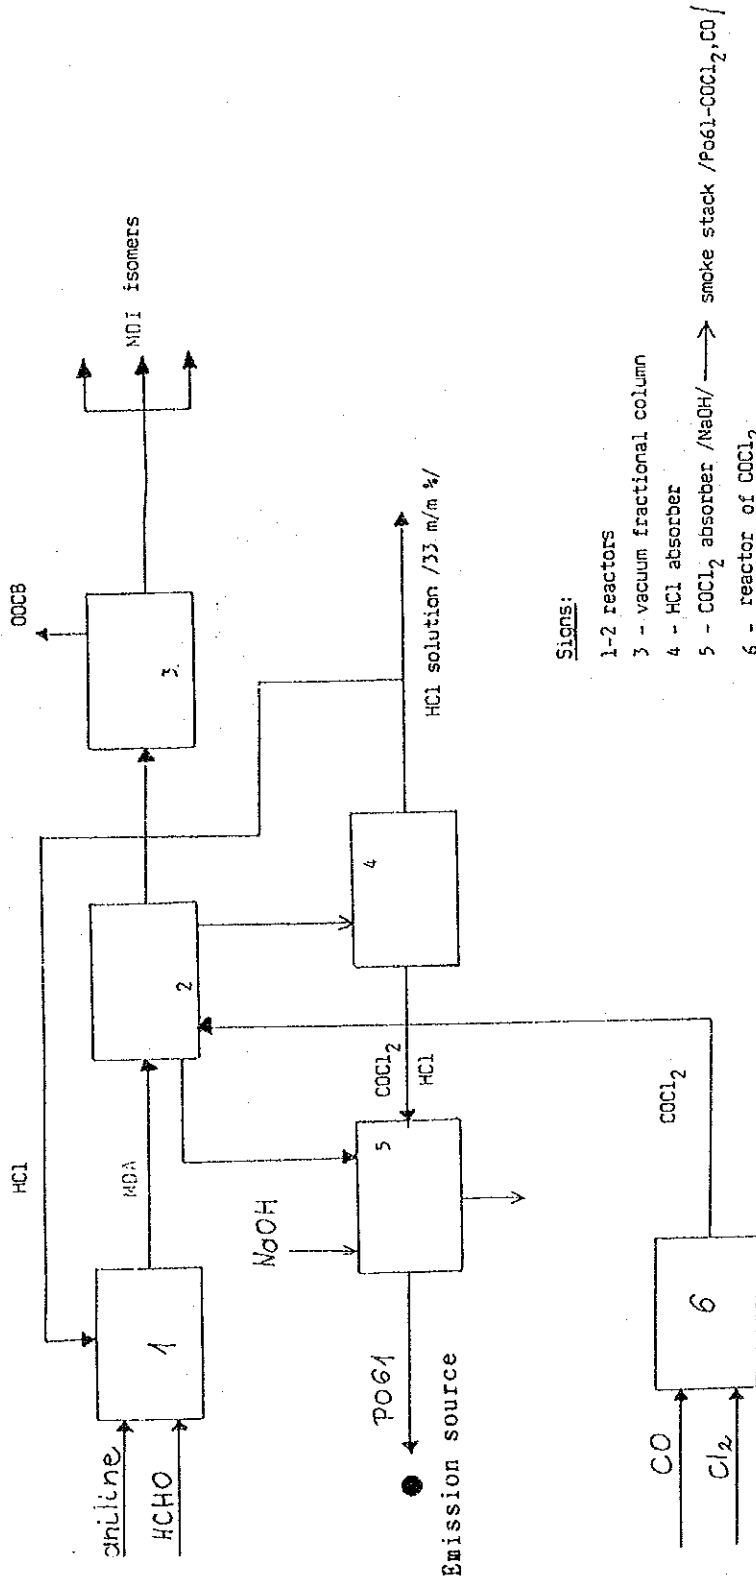 HCl
aniline
HCHO
1
MDA
2
3
OOCB
MDI isomers
NaOH
5
COCl2
HCl
4
HCl solution /33 m/m %/
PO61
Emission source
CO
Cl2
6
COCl2
Signs:
1-2 reactors
3 - vacuum fractional column
4 - HCl absorber
5 - COCl2 absorber /NaOH/ → smoke stack /Po61-COCl2,CO/
6 - reactor of COCl2